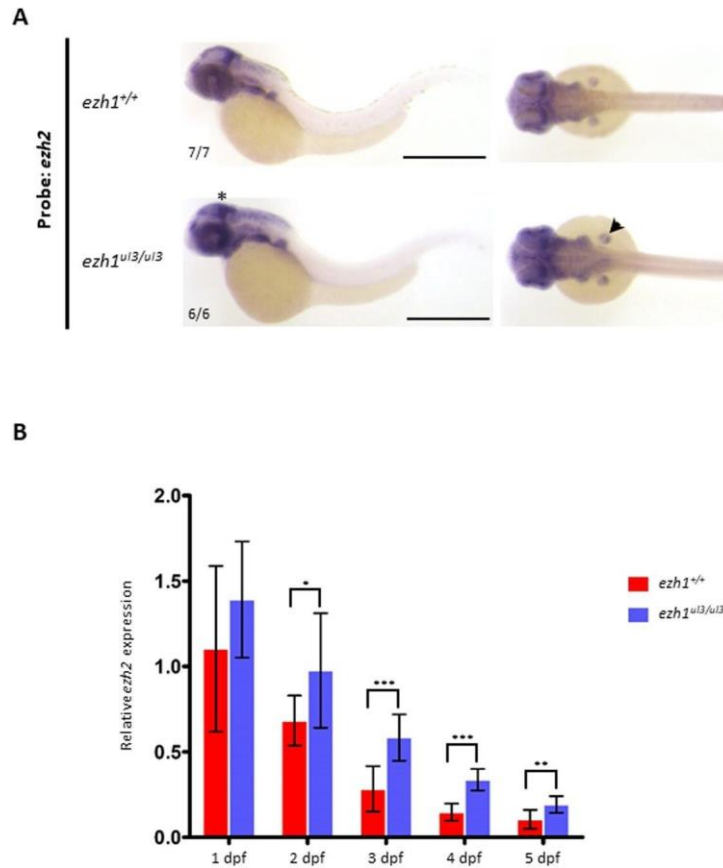 A
Probe: ezh2
ezh1+/+
7/7
*
ezh1ul3/ul3
6/6
B
Relative ezh2 expression
2.0
1.5
1.0
0.5
0.0
*
***
***
**
1 dpf 2 dpf 3 dpf 4 dpf 5 dpf
ezh1+/+
ezh1ul3/ul3